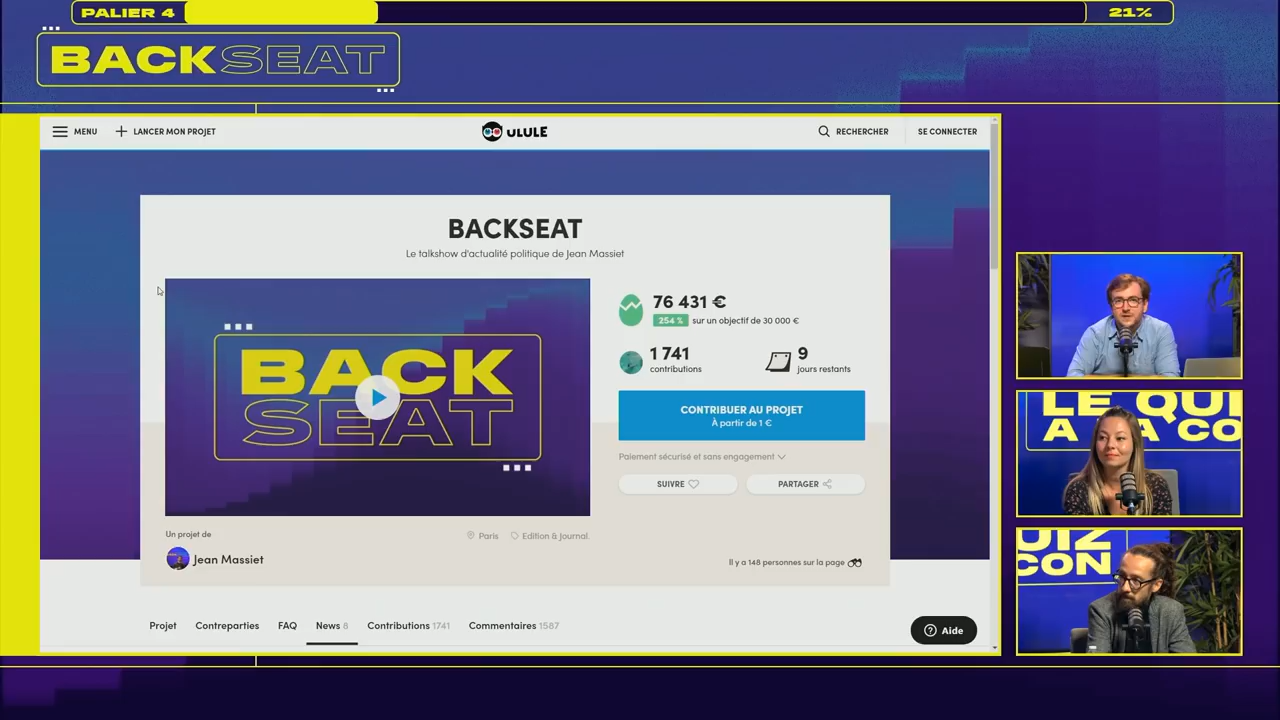 PALIER 4
21%
BACKSEAT
MENU
LANCER MON PROJET
ULULE
RECHERCHER
SE CONNECTER
BACKSEAT
Le talkshow d'actualité politique de Jean Massiet
BACK
SEAT
76 431 €
254 % sur un objectif de 30 000 €
1 741
contributions
9
jours restants
CONTRIBUER AU PROJET
À partir de 1 €
Paiement sécurisé et sans engagement
SUIVRE
PARTAGER
Un projet de
Jean Massiet
Paris
Edition & Journal.
Il y a 148 personnes sur la page
Projet
Contreparties
FAQ
News 8
Contributions 1741
Commentaires 1587
Aide
LE QUI
A LA CO
UIZ
CON